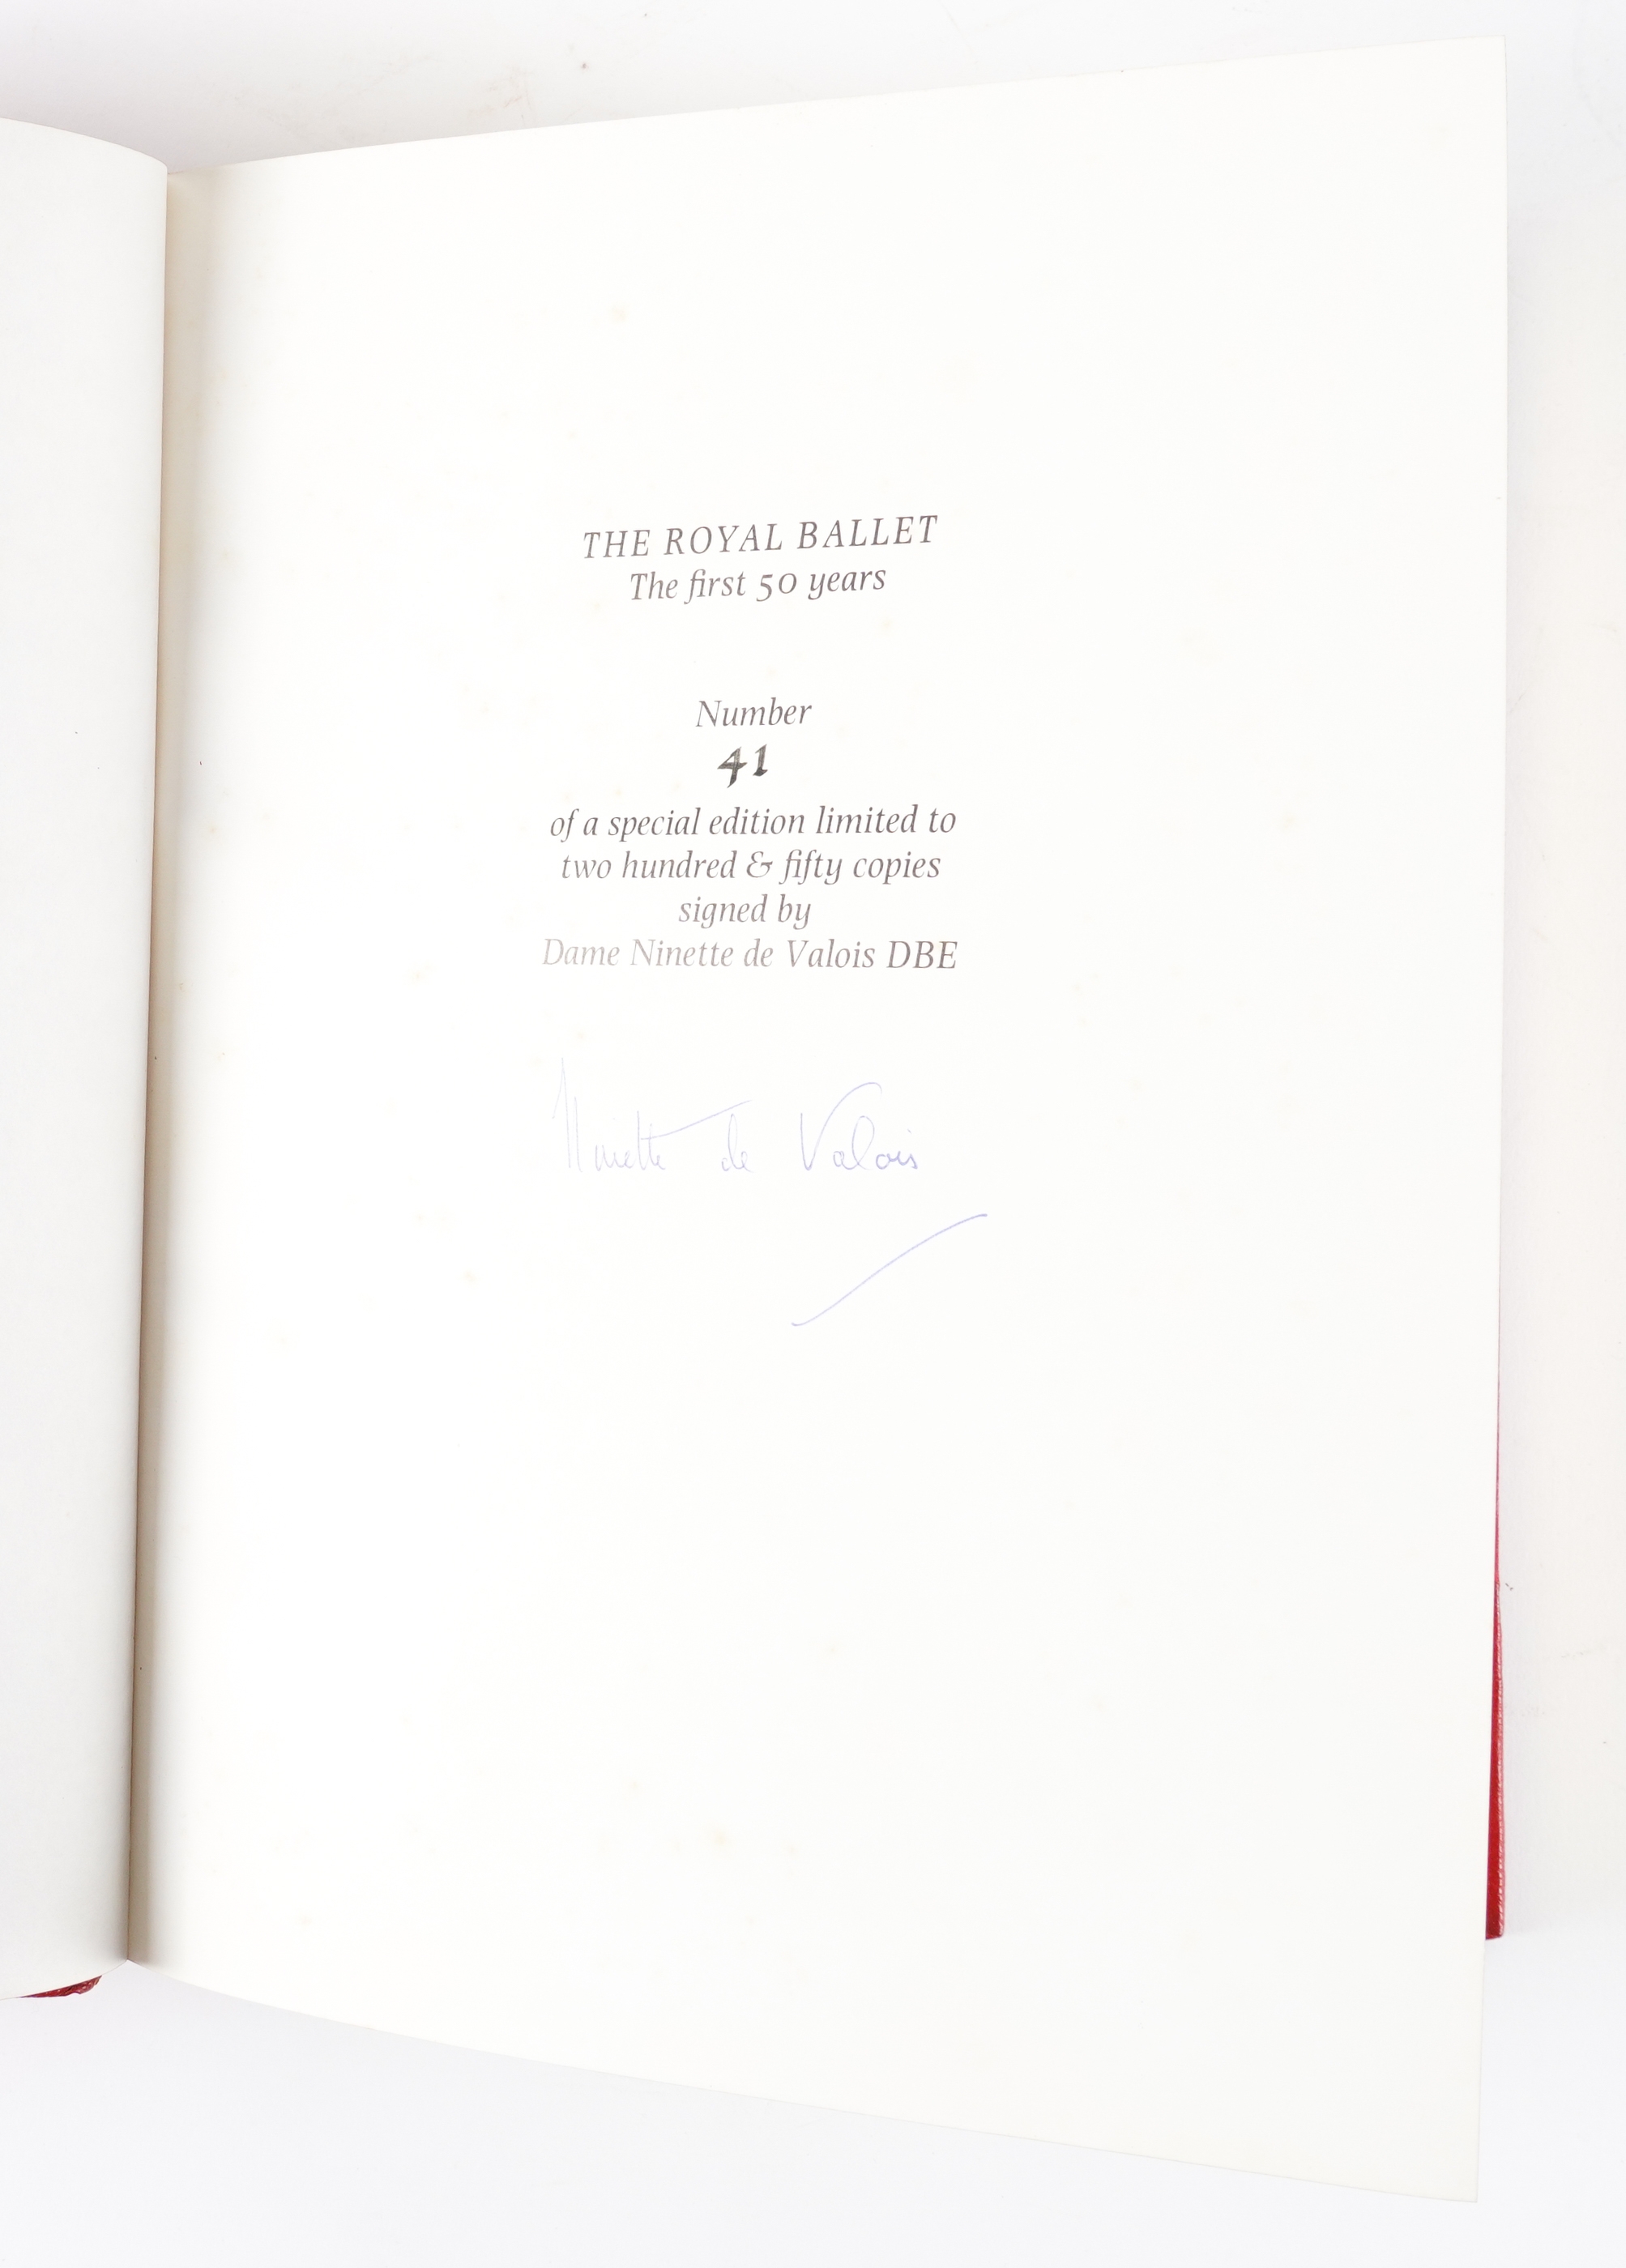 THE ROYAL BALLET
The first 50 years
Number
41
of a special edition limited to
two hundred & fifty copies
signed by
Dame Ninette de Valois DBE
Ninette de Valois